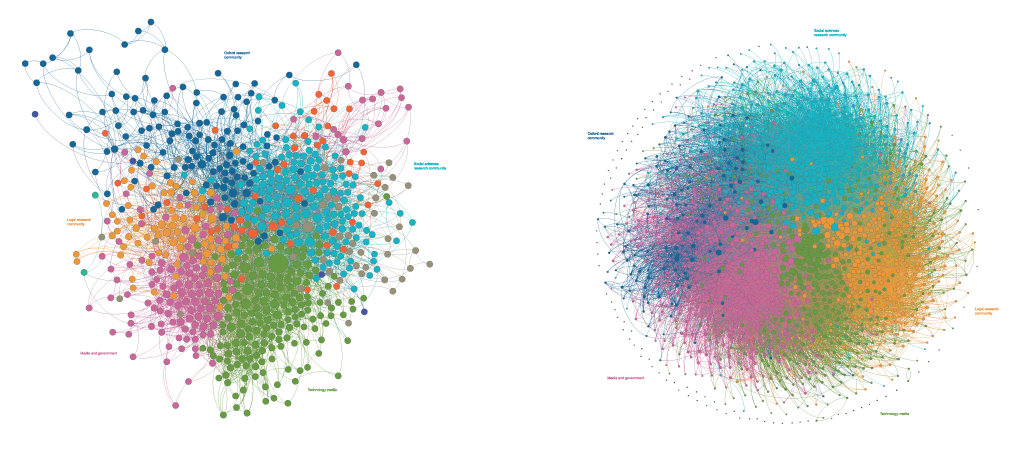 Oxford research
community
Social sciences
research community
Legal research
community
Media and government
Technology media
Social sciences
research community
Oxford research
community
Legal research
community
Media and government
Technology media